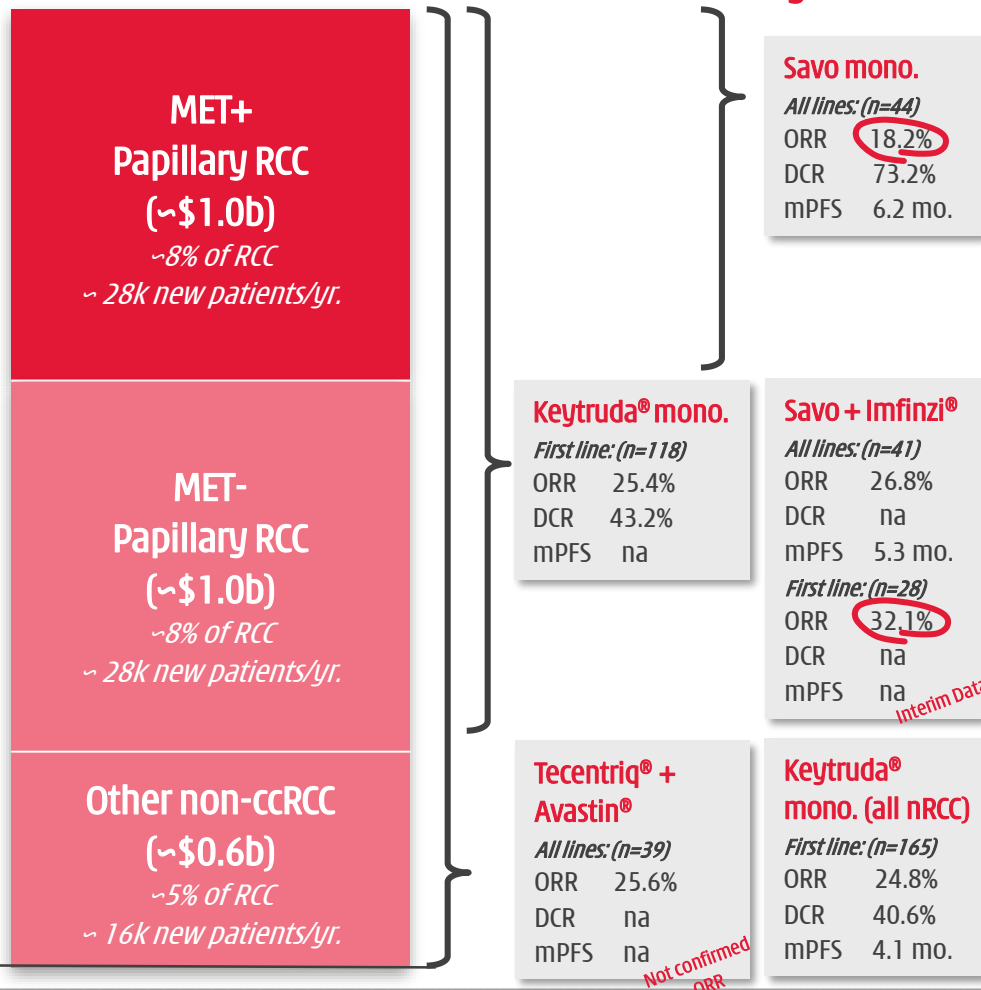 MET+
Papillary RCC
(~$1.0b)
~8% of RCC
~ 28k new patients/yr.
MET-
Papillary RCC
(~$1.0b)
~8% of RCC
~ 28k new patients/yr.
Other non-ccRCC
(~$0.6b)
~5% of RCC
~ 16k new patients/yr.
Savo mono.
All lines: (n=44)
ORR 18.2%
DCR 73.2%
mPFS 6.2 mo.
Keytruda® mono.
First line: (n=118)
ORR 25.4%
DCR 43.2%
mPFS na
Savo + Imfinzi®
All lines: (n=41)
ORR 26.8%
DCR na
mPFS 5.3 mo.
First line: (n=28)
ORR 32.1%
DCR na
mPFS na
Interim Data
Tecentriq® +
Avastin®
All lines: (n=39)
ORR 25.6%
DCR na
mPFS na
Not confirmed
ORR
Keytruda®
mono. (all nRCC)
First line: (n=165)
ORR 24.8%
DCR 40.6%
mPFS 4.1 mo.